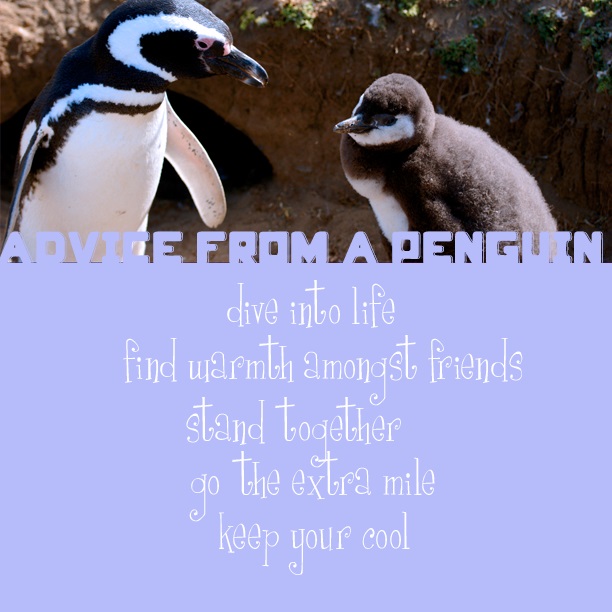 ADVICE FROM A PENGUIN
dive into life
find warmth amongst friends
stand together
go the extra mile
keep your cool